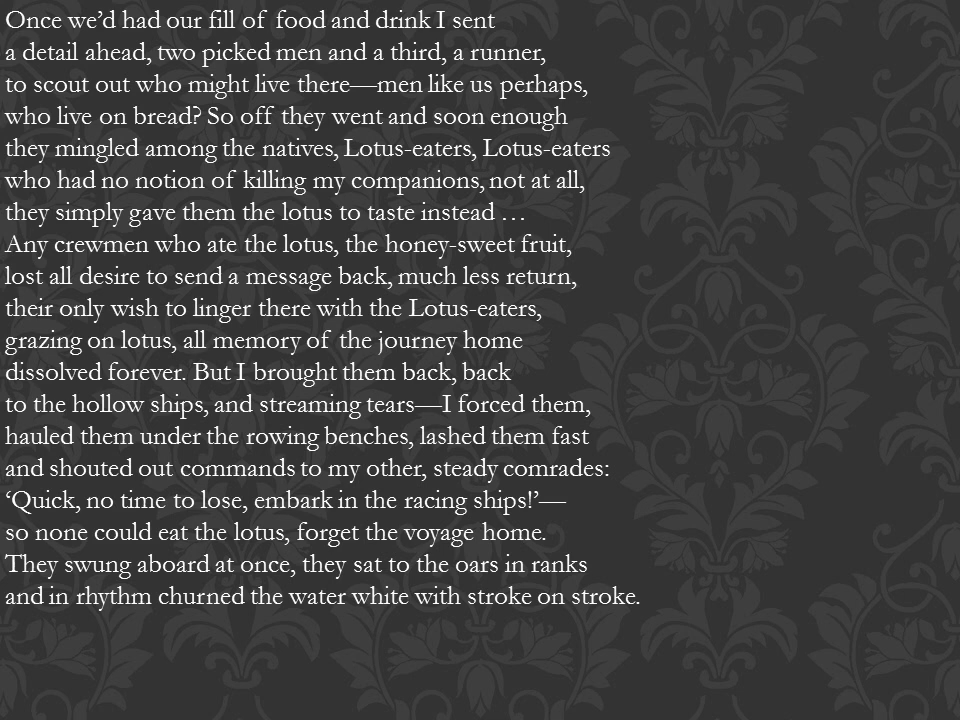 Once we’d had our fill of food and drink I sent
a detail ahead, two picked men and a third, a runner,
to scout out who might live there—men like us perhaps,
who live on bread? So off they went and soon enough
they mingled among the natives, Lotus-eaters, Lotus-eaters
who had no notion of killing my companions, not at all,
they simply gave them the lotus to taste instead …
Any crewmen who ate the lotus, the honey-sweet fruit,
lost all desire to send a message back, much less return,
their only wish to linger there with the Lotus-eaters,
grazing on lotus, all memory of the journey home
dissolved forever. But I brought them back, back
to the hollow ships, and streaming tears—I forced them,
hauled them under the rowing benches, lashed them fast
and shouted out commands to my other, steady comrades:
‘Quick, no time to lose, embark in the racing ships!’—
so none could eat the lotus, forget the voyage home.
They swung aboard at once, they sat to the oars in ranks
and in rhythm churned the water white with stroke on stroke.